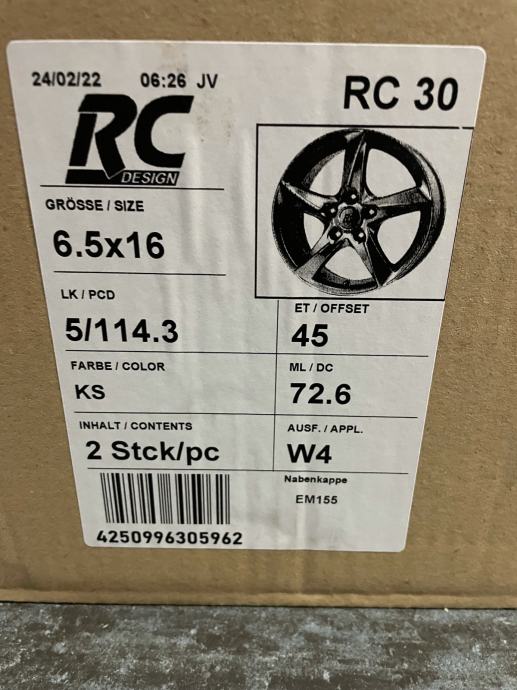 24/02/22 06:26 JV
RC 30
RC
DESIGN
GRÖSSE / SIZE
6.5x16
LK / PCD
5/114.3
ET / OFFSET
45
FARBE / COLOR
KS
ML / DC
72.6
INHALT / CONTENTS
2 Stck/pc
AUSF. / APPL.
W4
Nabenkappe
EM155
4250996305962